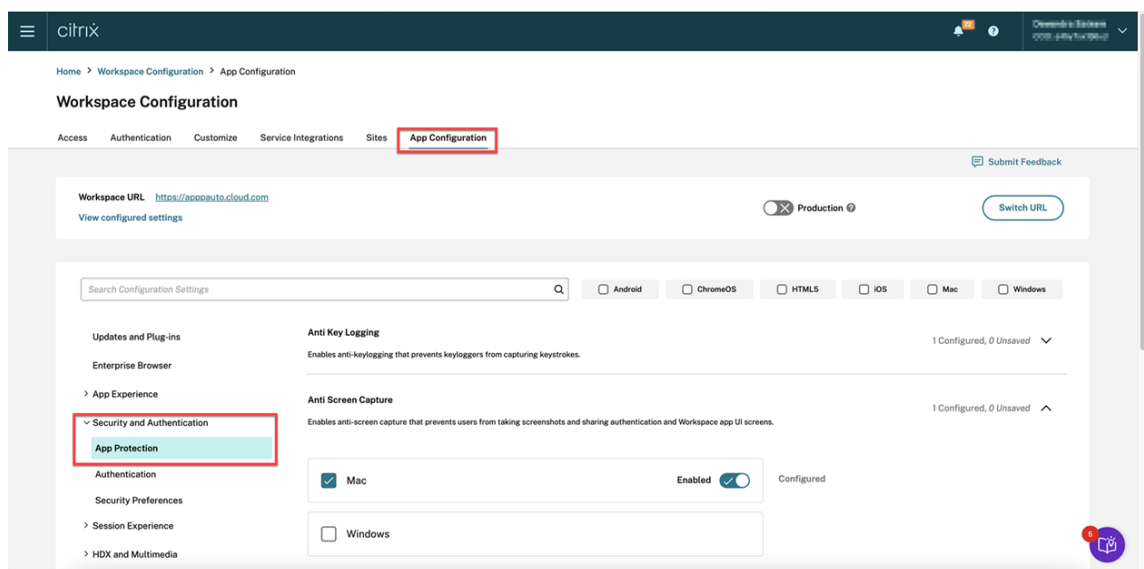 citrix
22
?
Home > Workspace Configuration > App Configuration
Workspace Configuration
Access Authentication Customize Service Integrations Sites App Configuration
Submit Feedback
Workspace URL https://apppauto.cloud.com
Production ?
Switch URL
View configured settings
Search Configuration Settings
Android ChromeOS HTML5 iOS Mac Windows
Updates and Plug-ins
Enterprise Browser
> App Experience
Security and Authentication
App Protection
Authentication
Security Preferences
> Session Experience
> HDX and Multimedia
Anti Key Logging
1 Configured, 0 Unsaved
Enables anti-keylogging that prevents keyloggers from capturing keystrokes.
Anti Screen Capture
1 Configured, 0 Unsaved
Enables anti-screen capture that prevents users from taking screenshots and sharing authentication and Workspace app UI screens.
Mac Enabled Configured
Windows
5